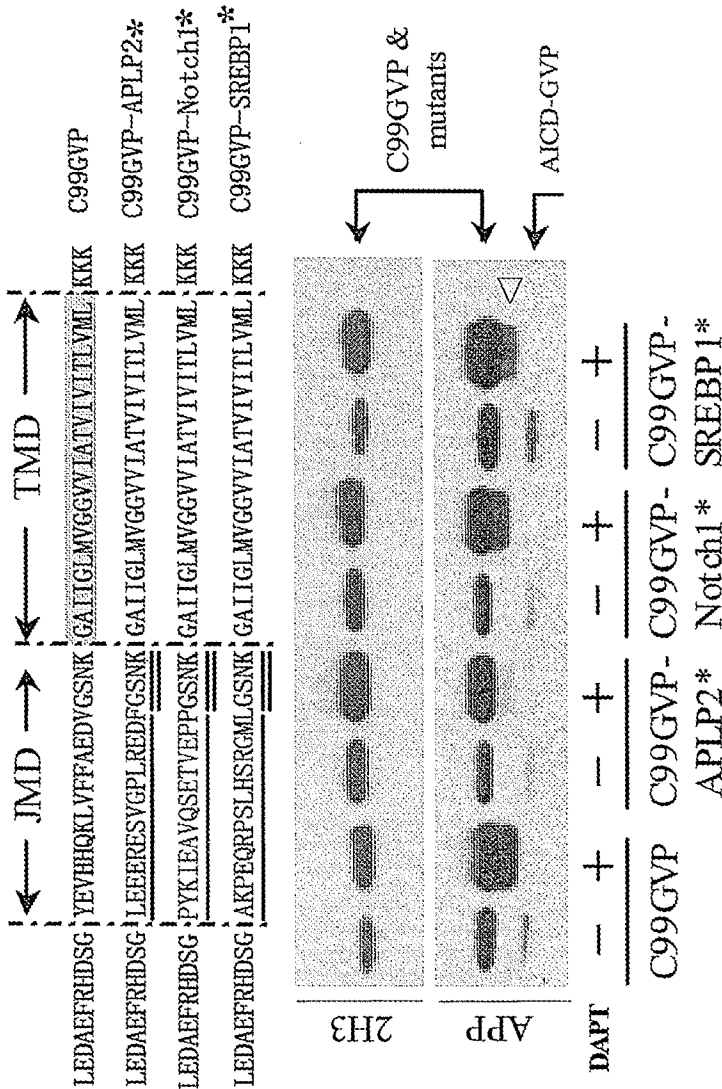 JMD TMD
LEDAEFRHDSG YEVHHQKLVFFAEDVGSNK GAIIGLMVGGVVIATVIVITLVML KKK C99GVP
LEDAEFRHDSG LEEERESVGPLREDFGSNK GAIIGLMVGGVVIATVIVITLVML KKK C99GVP-APLP2*
LEDAEFRHDSG PYKIEAVQSETVEPPGSNK GAIIGLMVGGVVIATVIVITLVML KKK C99GVP-Notch1*
LEDAEFRHDSG AKPEQRPSLHSRGMLGSNK GAIIGLMVGGVVIATVIVITLVML KKK C99GVP-SREBP1*
2H3
C99GVP &
mutants
APP
AICD-GVP
DAPT − + − + − + − +
C99GVP C99GVP- C99GVP- C99GVP-
APLP2* Notch1* SREBP1*